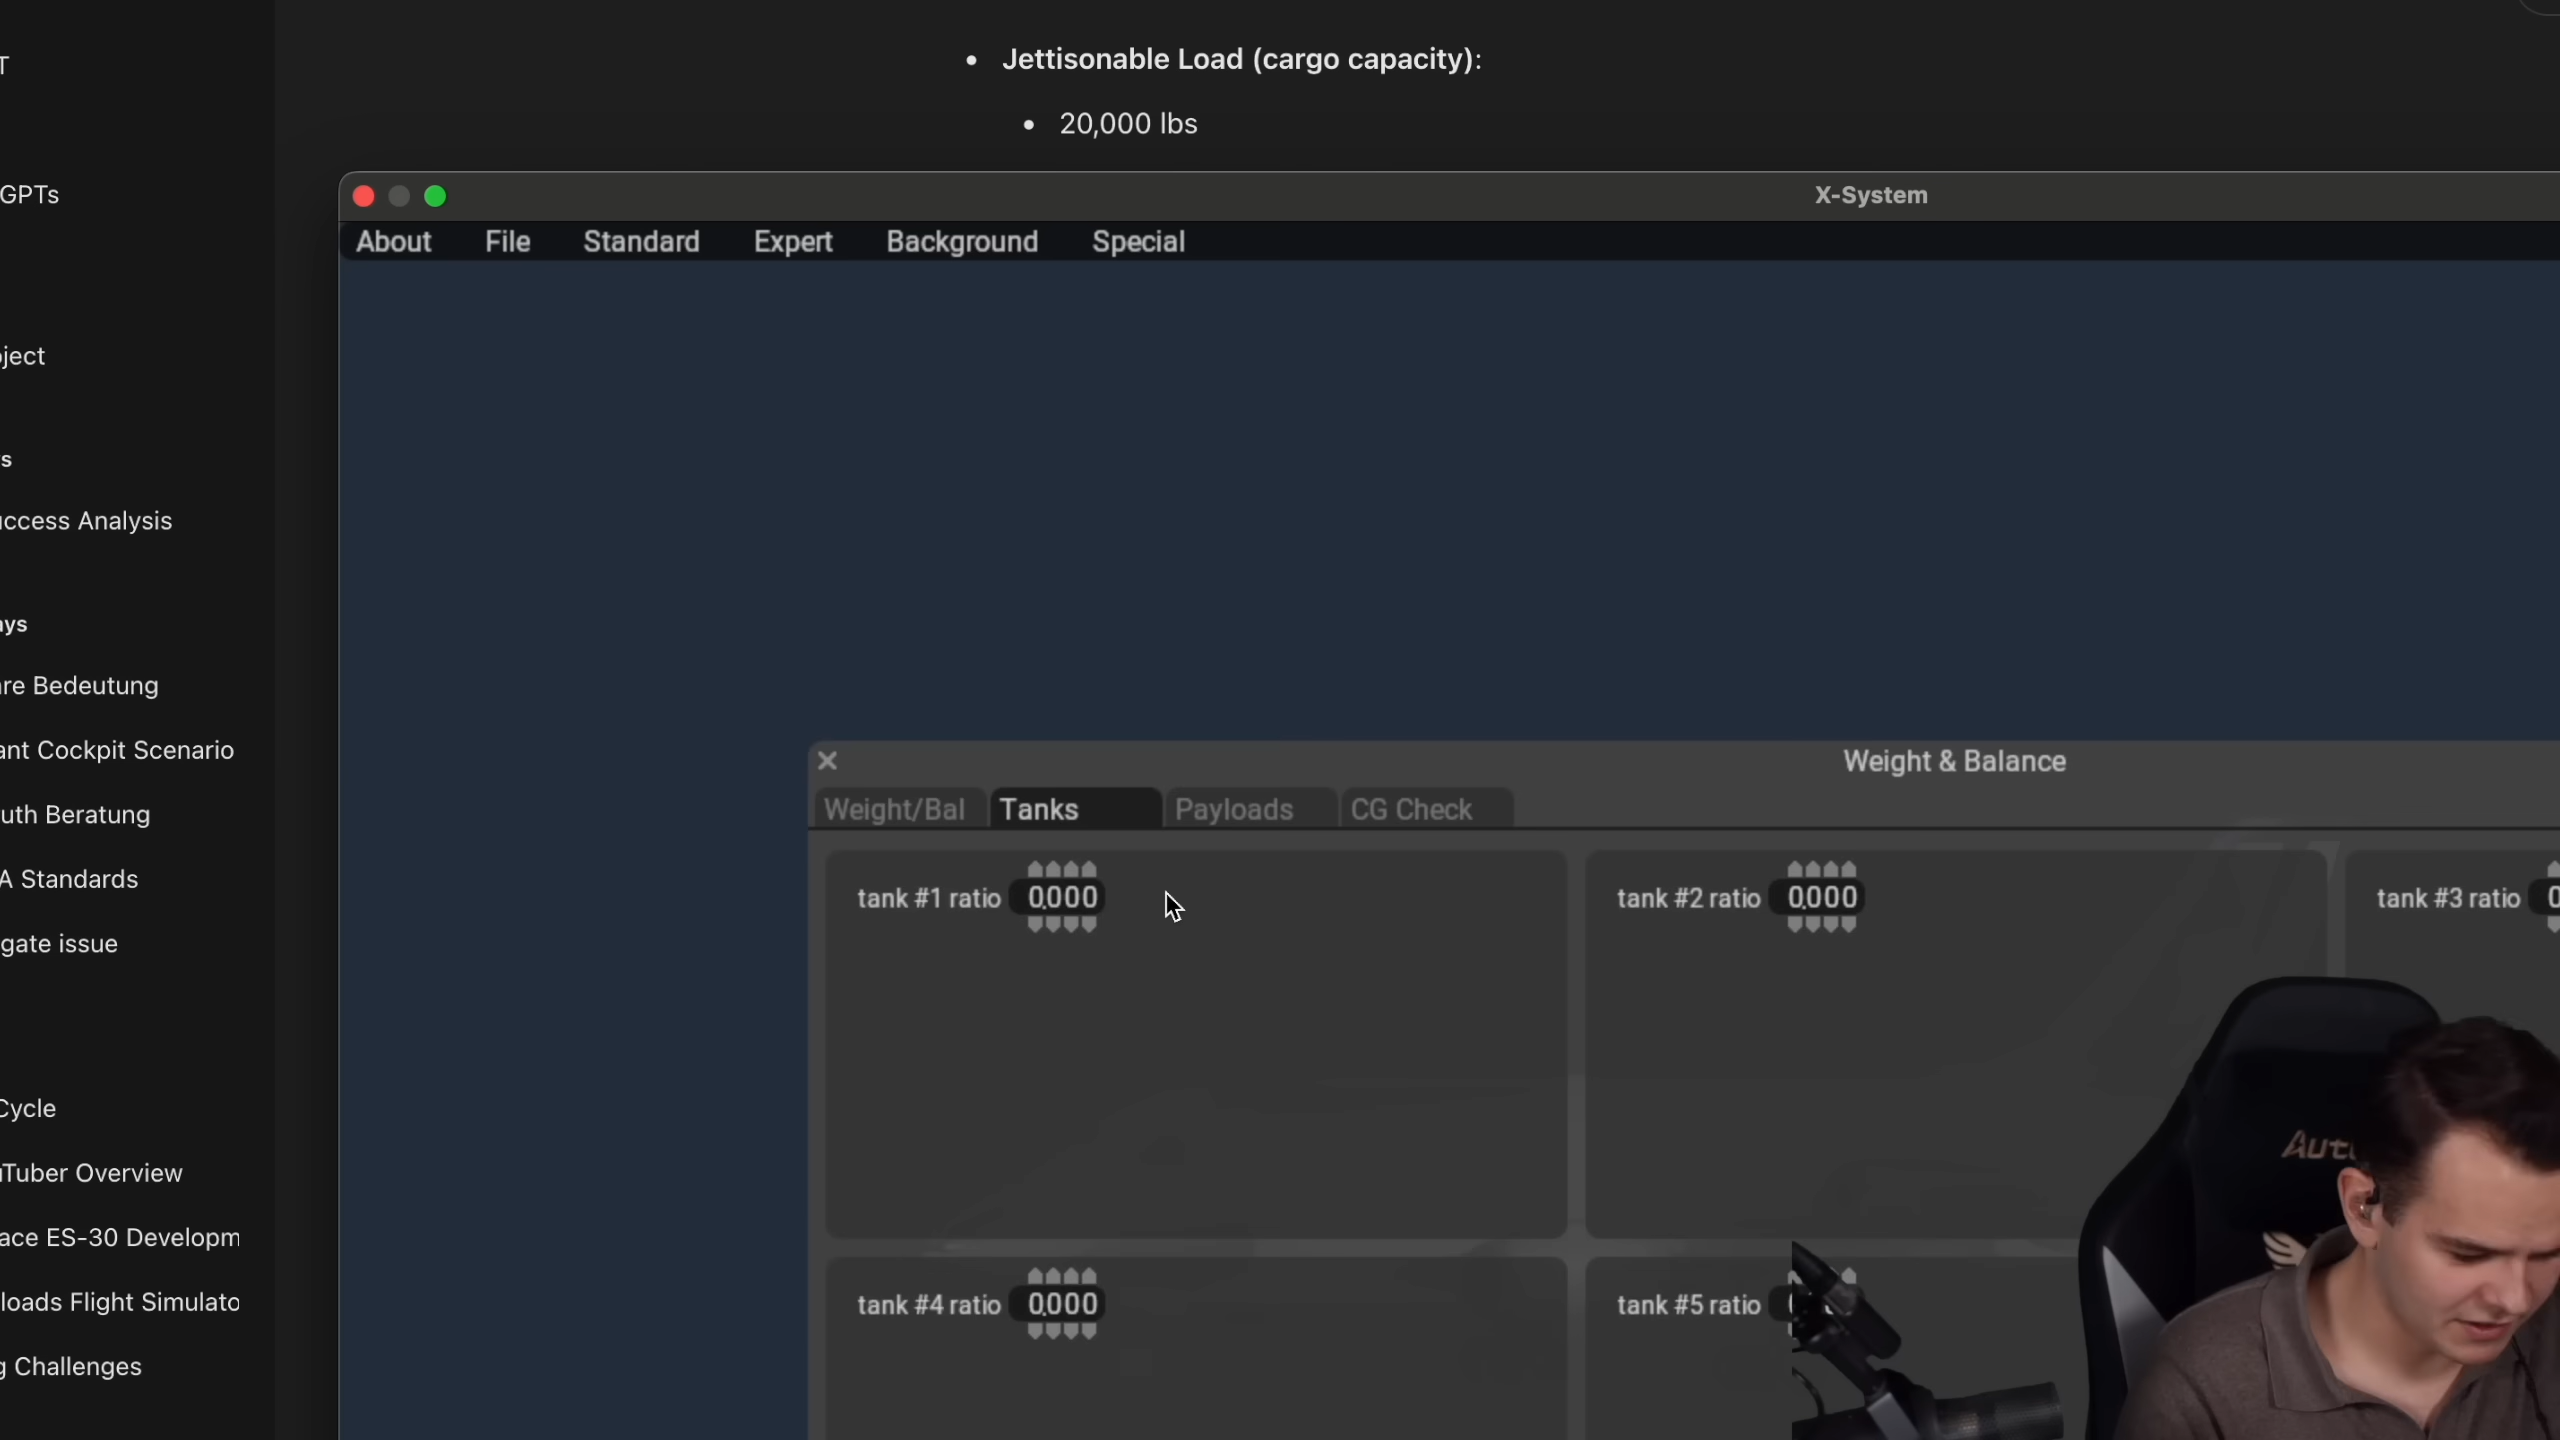 T
GPTs
ject
s
ccess Analysis
ays
re Bedeutung
ant Cockpit Scenario
uth Beratung
A Standards
gate issue
Cycle
Tuber Overview
ace ES-30 Developm
loads Flight Simulato
g Challenges
Jettisonable Load (cargo capacity):
20,000 lbs
X-System
About File Standard Expert Background Special
Weight & Balance
Weight/Bal Tanks Payloads CG Check
tank #1 ratio 0.000
tank #2 ratio 0.000
tank #3 ratio 0
tank #4 ratio 0.000
tank #5 ratio